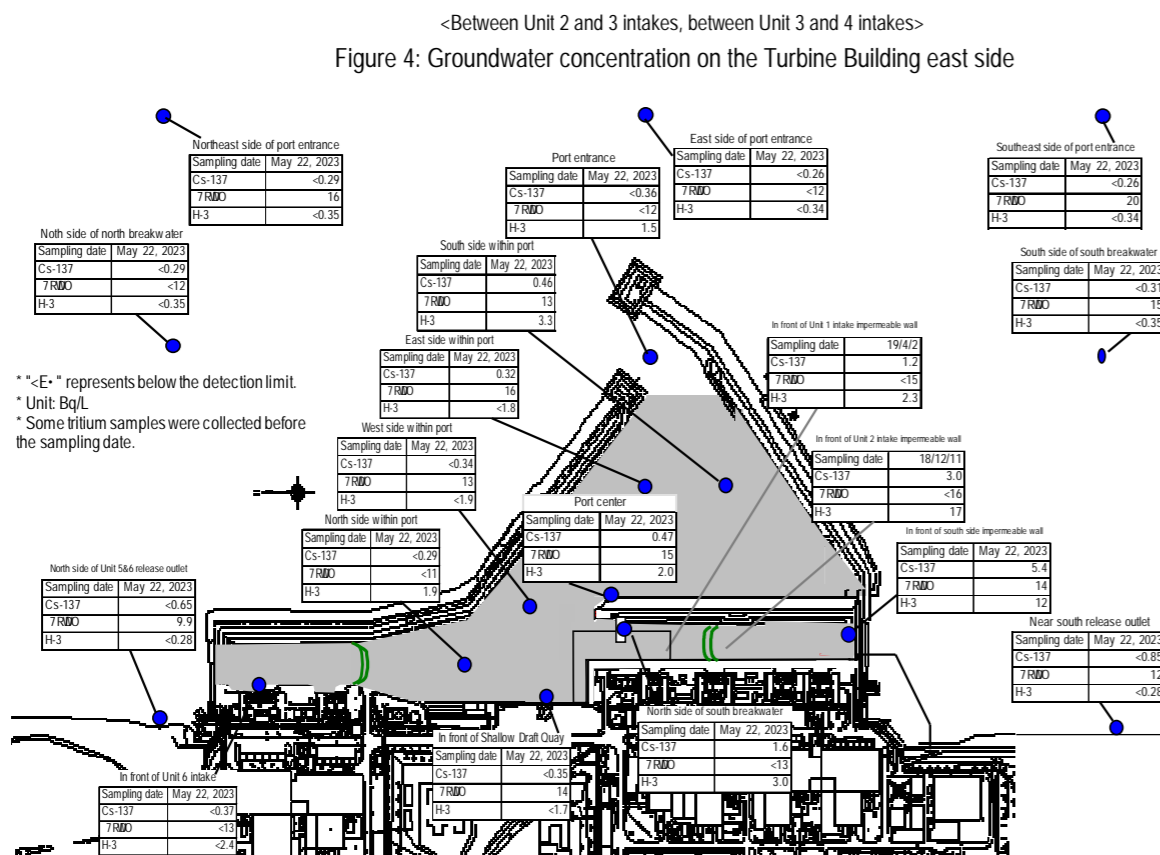 <Between Unit 2 and 3 intakes, between Unit 3 and 4 intakes>
Figure 4: Groundwater concentration on the Turbine Building east side
Northeast side of port entrance
Sampling date May 22, 2023
Cs-137 <0.29
7RWDO 16
H-3 <0.35
East side of port entrance
Sampling date May 22, 2023
Cs-137 <0.26
7RWDO <12
H-3 <0.34
Southeast side of port entrance
Sampling date May 22, 2023
Cs-137 <0.26
7RWDO 20
H-3 <0.34
Port entrance
Sampling date May 22, 2023
Cs-137 <0.36
7RWDO <12
H-3 1.5
Noth side of north breakwater
Sampling date May 22, 2023
Cs-137 <0.29
7RWDO <12
H-3 <0.35
South side within port
Sampling date May 22, 2023
Cs-137 0.46
7RWDO 13
H-3 3.3
South side of south breakwater
Sampling date May 22, 2023
Cs-137 <0.31
7RWDO 15
H-3 <0.35
East side within port
Sampling date May 22, 2023
Cs-137 0.32
7RWDO 16
H-3 <1.8
In front of Unit 1 intake impermeable wall
Sampling date 19/4/2
Cs-137 1.2
7RWDO <15
H-3 2.3
* "<E• " represents below the detection limit.
* Unit: Bq/L
* Some tritium samples were collected before
the sampling date.
West side within port
Sampling date May 22, 2023
Cs-137 <0.34
7RWDO 13
H-3 <1.9
In front of Unit 2 intake impermeable wall
Sampling date 18/12/11
Cs-137 3.0
7RWDO <16
H-3 17
Port center
Sampling date May 22, 2023
Cs-137 0.47
7RWDO 15
H-3 2.0
North side within port
Sampling date May 22, 2023
Cs-137 <0.29
7RWDO <11
H-3 1.9
In front of south side impermeable wall
Sampling date May 22, 2023
Cs-137 5.4
7RWDO 14
H-3 12
North side of Unit 5&6 release outlet
Sampling date May 22, 2023
Cs-137 <0.65
7RWDO 9.9
H-3 <0.28
Near south release outlet
Sampling date May 22, 2023
Cs-137 <0.85
7RWDO 12
H-3 <0.28
North side of south breakwater
Sampling date May 22, 2023
Cs-137 1.6
7RWDO <13
H-3 3.0
In front of Shallow Draft Quay
Sampling date May 22, 2023
Cs-137 <0.35
7RWDO 14
H-3 <1.7
In front of Unit 6 intake
Sampling date May 22, 2023
Cs-137 <0.37
7RWDO <13
H-3 <2.4